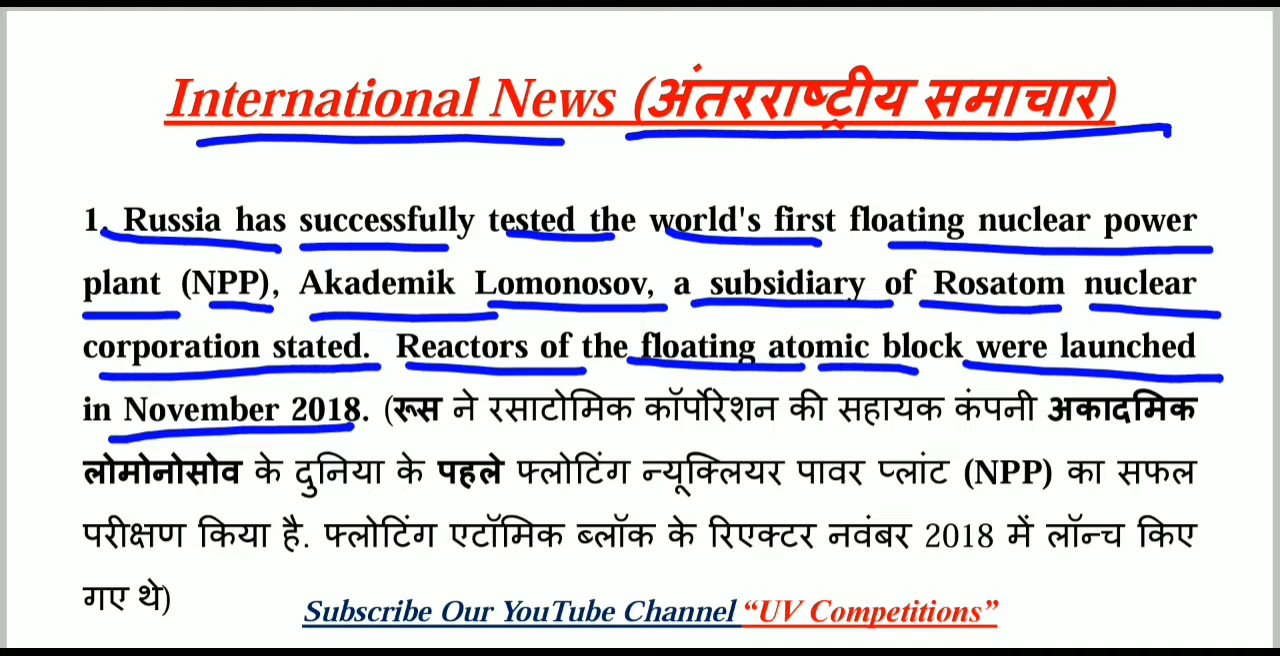 International News (अंतरराष्ट्रीय समाचार)
1. Russia has successfully tested the world's first floating nuclear power
plant (NPP), Akademik Lomonosov, a subsidiary of Rosatom nuclear
corporation stated. Reactors of the floating atomic block were launched
in November 2018. (रूस ने रसाटोमिक कॉर्पोरेशन की सहायक कंपनी अकादमिक
लोमोनोसोव के दुनिया के पहले फ्लोटिंग न्यूक्लियर पावर प्लांट (NPP) का सफल
परीक्षण किया है. फ्लोटिंग एटॉमिक ब्लॉक के रिएक्टर नवंबर 2018 में लॉन्च किए
गए थे)
Subscribe Our YouTube Channel “UV Competitions”